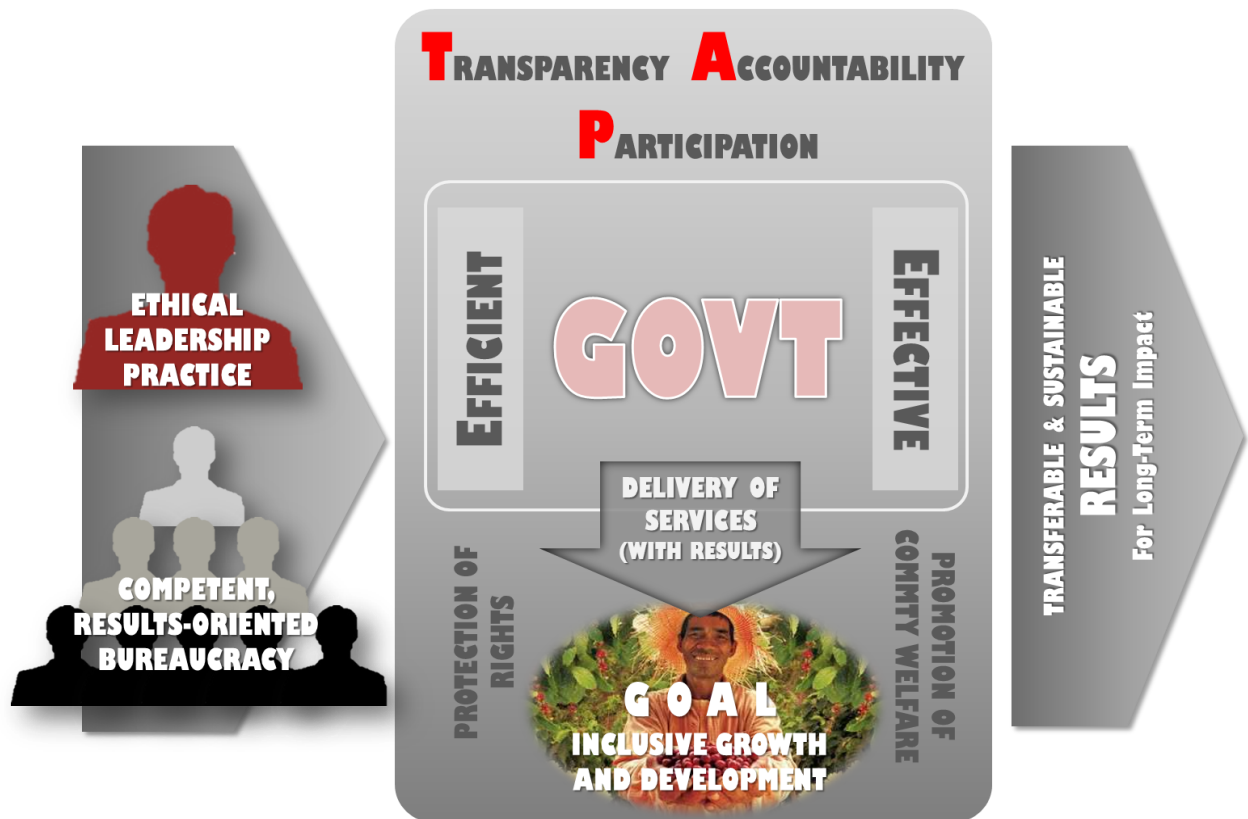 TRANSPARENCY ACCOUNTABILITY
PARTICIPATION
ETHICAL
LEADERSHIP
PRACTICE
COMPETENT,
RESULTS-ORIENTED
BUREAUCRACY
EFFICIENT
GOVT
EFFECTIVE
DELIVERY OF
SERVICES
(WITH RESULTS)
PROTECTION OF
RIGHTS
PROMOTION OF
COMMTY WELFARE
GOAL
INCLUSIVE GROWTH
AND DEVELOPMENT
TRANSFERABLE & SUSTAINABLE
RESULTS
For Long-Term Impact